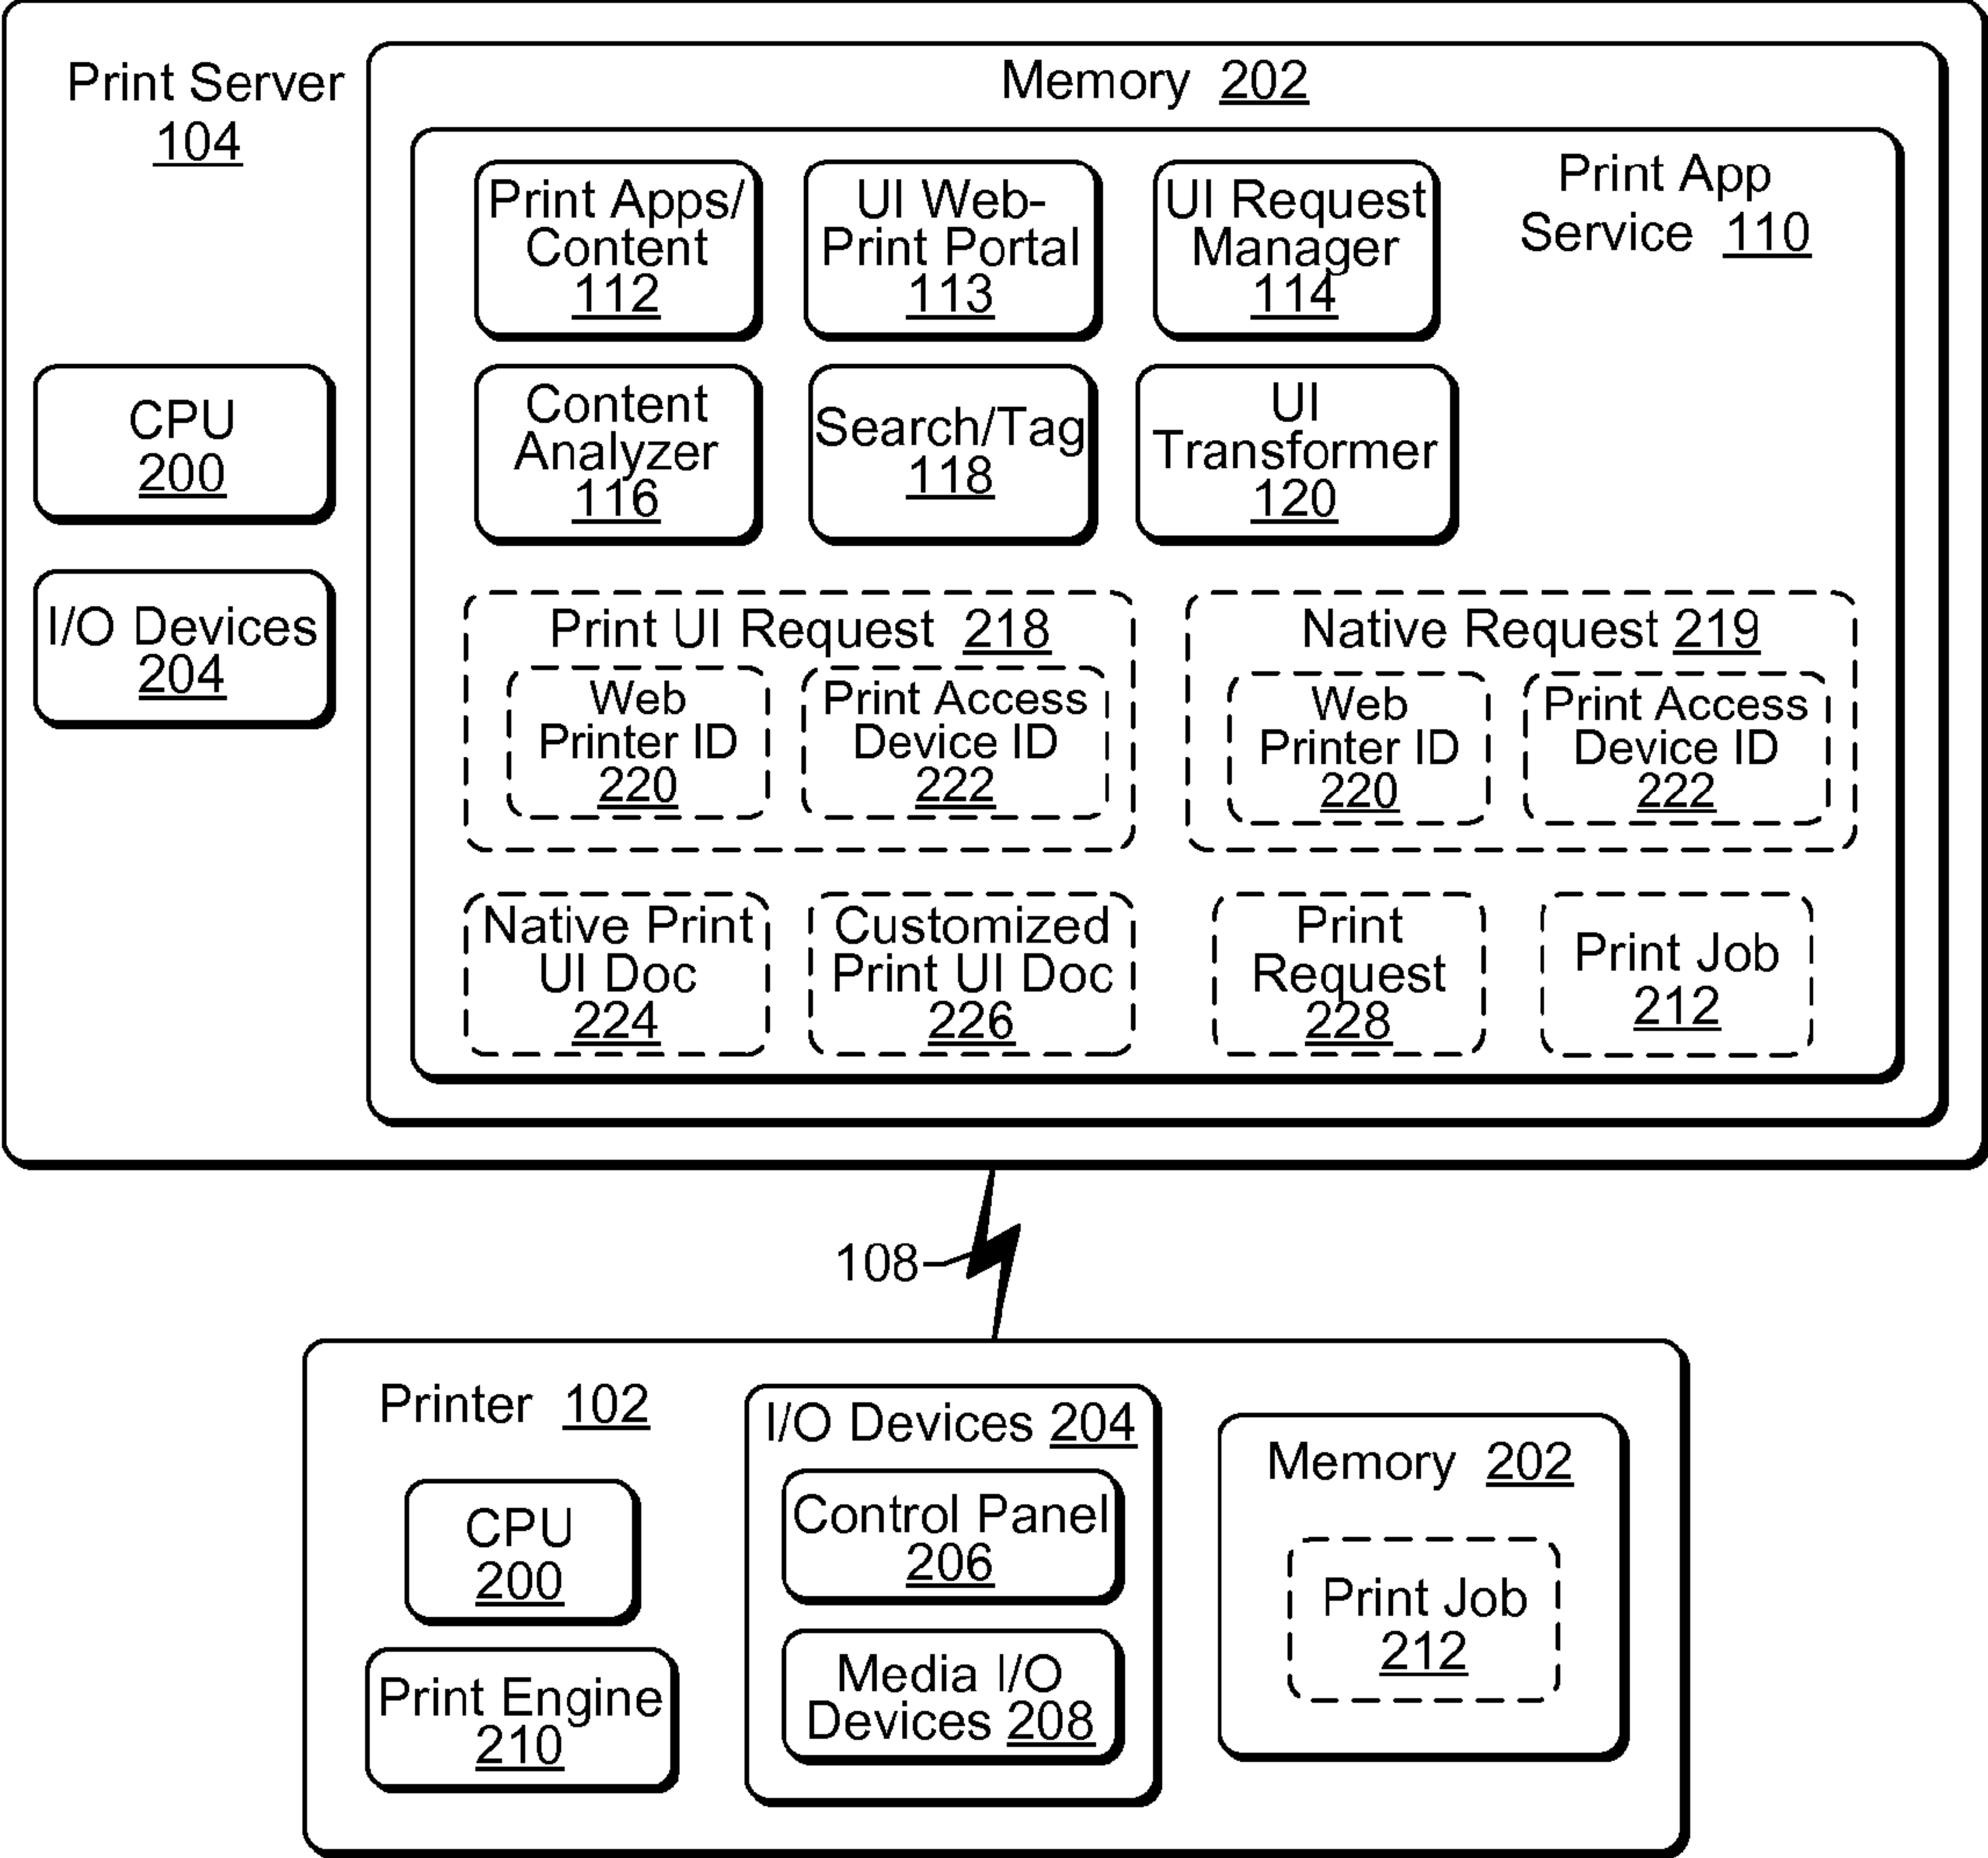 Print Server
104
Memory 202
Print App
Service 110
Print Apps/
Content
112
UI Web-
Print Portal
113
UI Request
Manager
114
Content
Analyzer
116
Search/Tag
118
UI
Transformer
120
CPU
200
I/O Devices
204
Print UI Request 218
Web
Printer ID
220
Print Access
Device ID
222
Native Request 219
Web
Printer ID
220
Print Access
Device ID
222
Native Print
UI Doc
224
Customized
Print UI Doc
226
Print
Request
228
Print Job
212
108
Printer 102
CPU
200
Print Engine
210
I/O Devices 204
Control Panel
206
Media I/O
Devices 208
Memory 202
Print Job
212